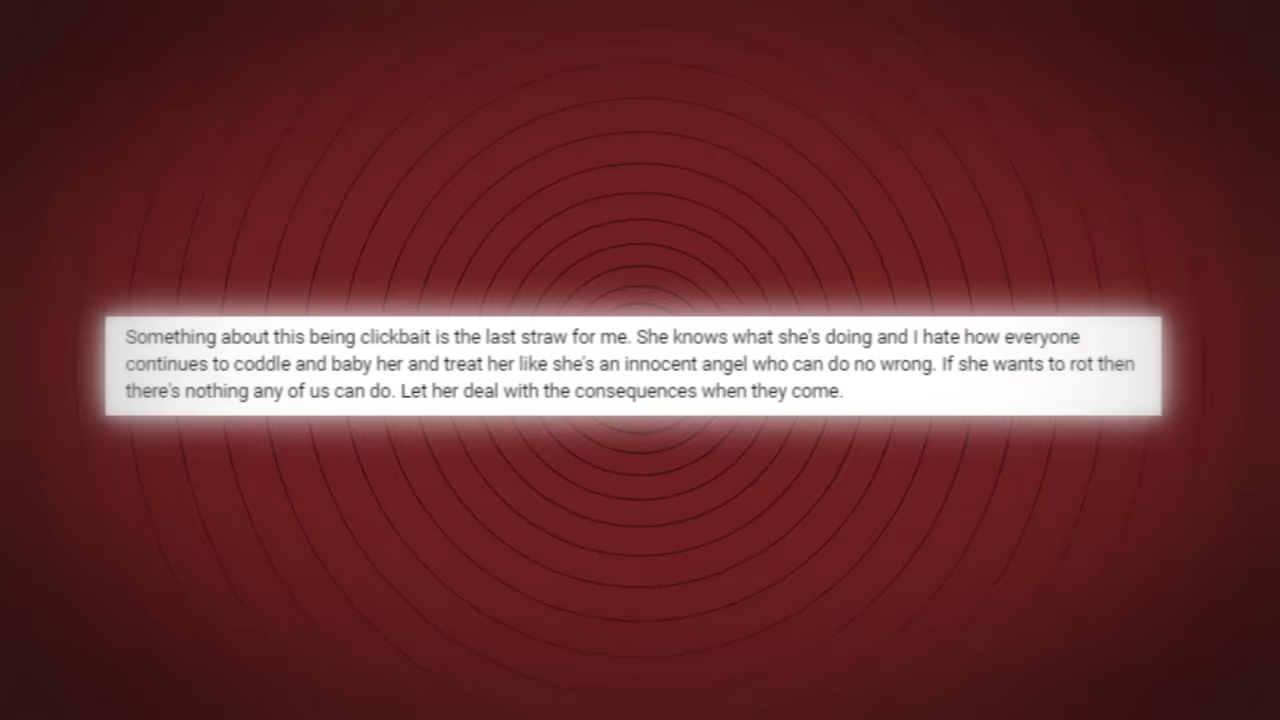 Something about this being clickbait is the last straw for me. She knows what she's doing and I hate how everyone
continues to coddle and baby her and treat her like she's an innocent angel who can do no wrong. If she wants to rot then
there's nothing any of us can do. Let her deal with the consequences when they come.